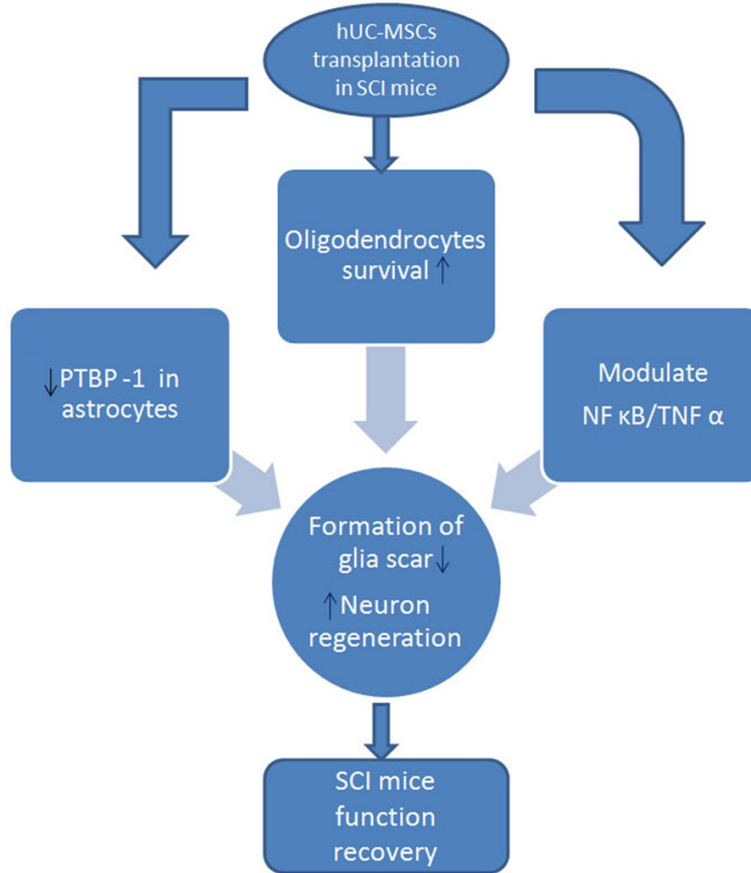 hUC-MSCs
transplantation
in SCI mice
Oligodendrocytes
survival ↑
↓PTBP -1 in
astrocytes
Modulate
NF κB/TNF α
Formation of
glia scar↓
↑Neuron
regeneration
SCI mice
function
recovery